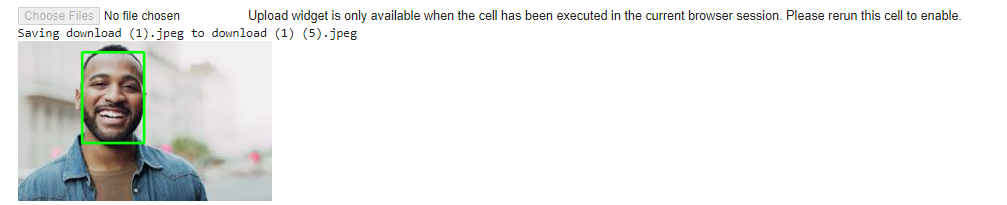 Choose Files No file chosen Upload widget is only available when the cell has been executed in the current browser session. Please rerun this cell to enable.
Saving download (1).jpeg to download (1) (5).jpeg